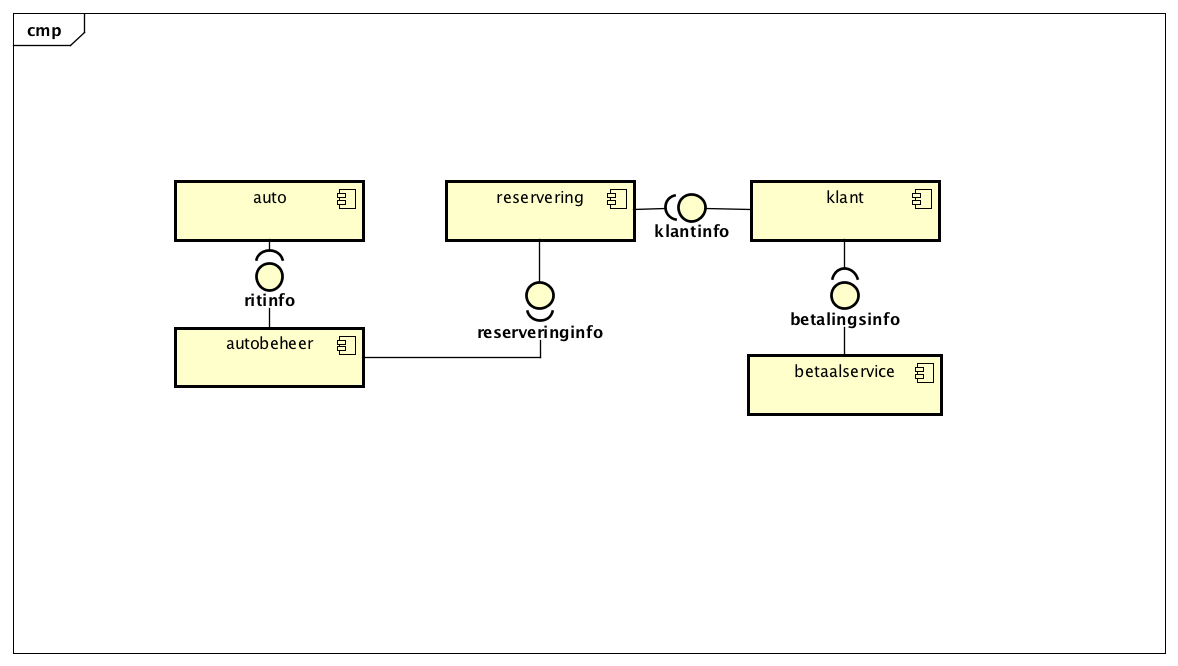 cmp
auto
reservering
klant
klantinfo
ritinfo
betalingsinfo
reserveringinfo
autobeheer
betaalservice